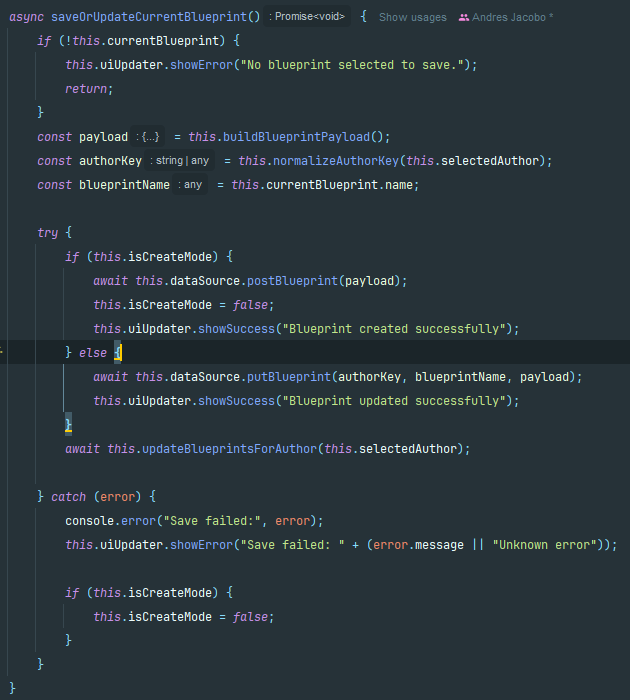 async saveOrUpdateCurrentBlueprint() : Promise<void> { Show usages Andres Jacobo *
if (!this.currentBlueprint) {
this.uiUpdater.showError("No blueprint selected to save.");
return;
}
const payload : {...} = this.buildBlueprintPayload();
const authorKey : string | any = this.normalizeAuthorKey(this.selectedAuthor);
const blueprintName : any = this.currentBlueprint.name;
try {
if (this.isCreateMode) {
await this.dataSource.postBlueprint(payload);
this.isCreateMode = false;
this.uiUpdater.showSuccess("Blueprint created successfully");
} else {
await this.dataSource.putBlueprint(authorKey, blueprintName, payload);
this.uiUpdater.showSuccess("Blueprint updated successfully");
}
await this.updateBlueprintsForAuthor(this.selectedAuthor);
} catch (error) {
console.error("Save failed:", error);
this.uiUpdater.showError("Save failed: " + (error.message || "Unknown error"));
if (this.isCreateMode) {
this.isCreateMode = false;
}
}
}